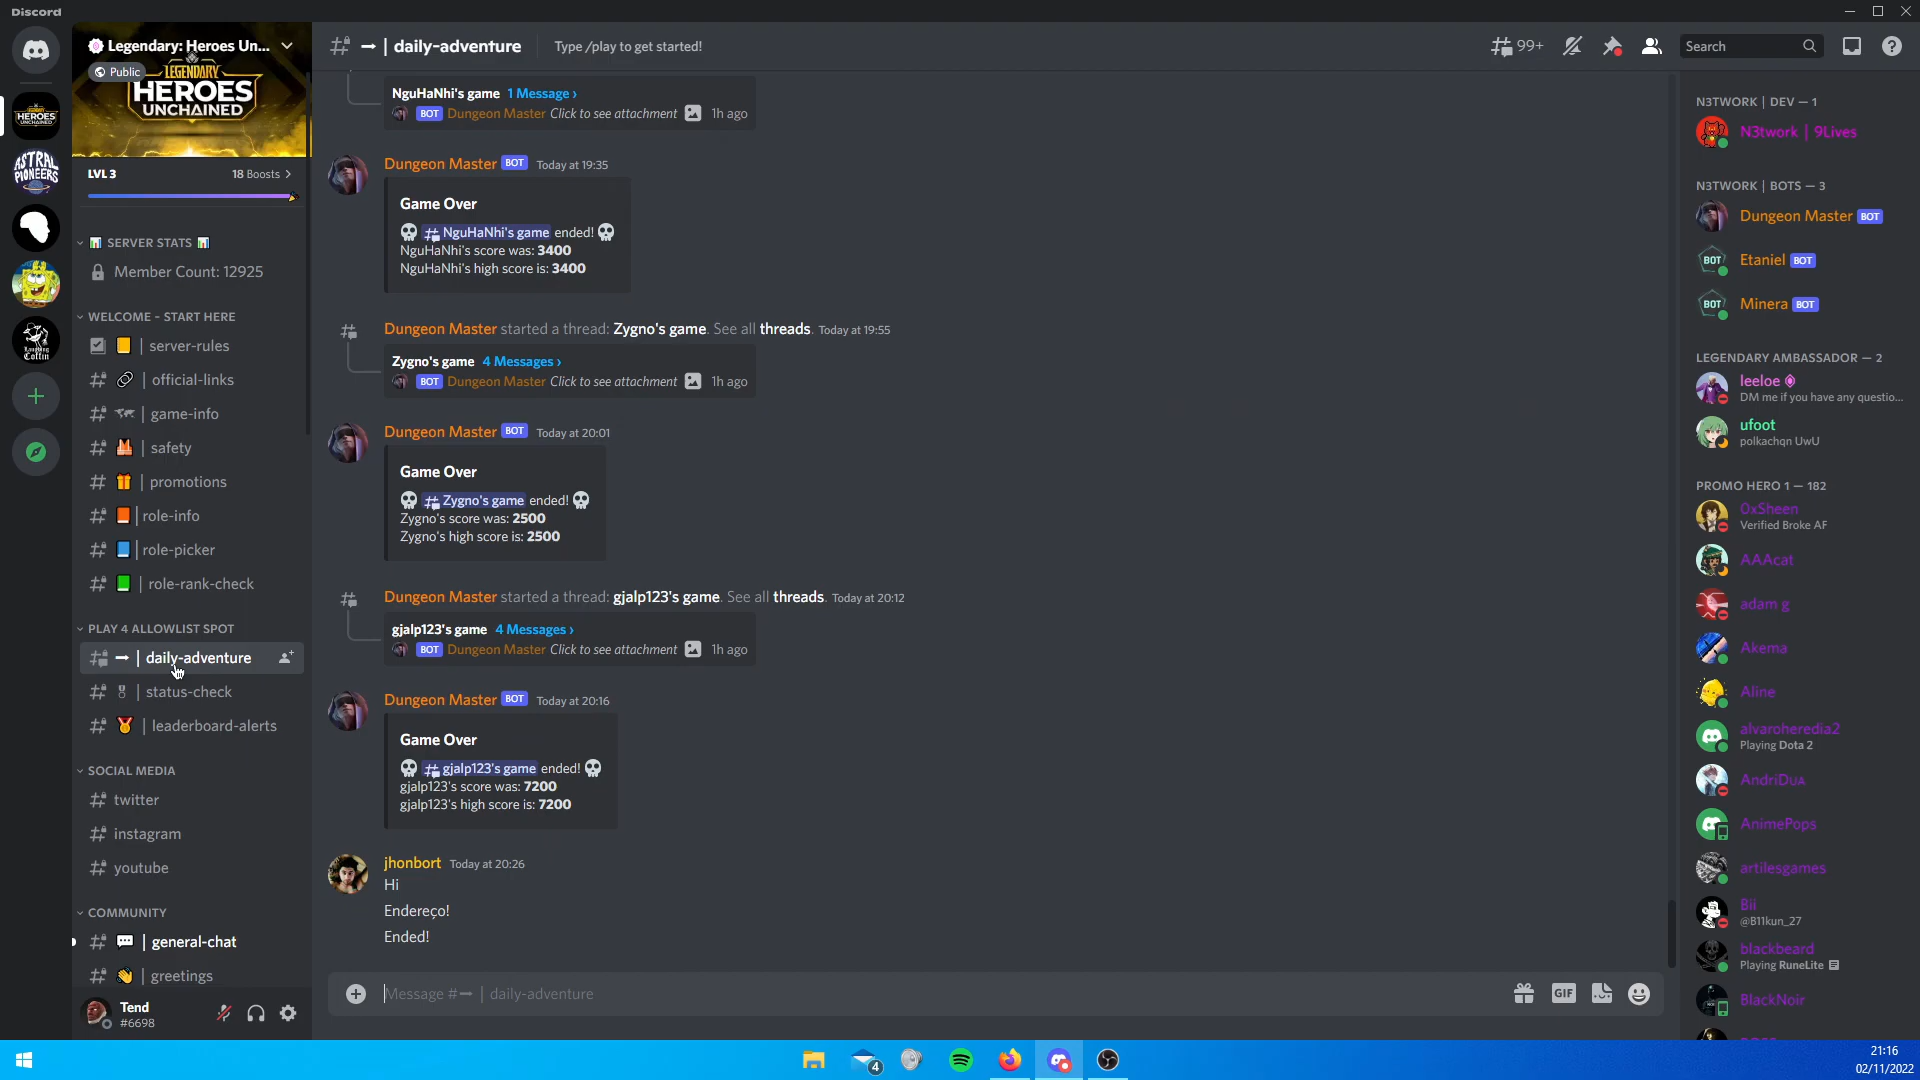 Discord
Legendary: Heroes Un...
Public
LEGENDARY
HEROES
UNCHAINED
LVL 3
18 Boosts
SERVER STATS
Member Count: 12925
WELCOME - START HERE
server-rules
official-links
game-info
safety
promotions
role-info
role-picker
role-rank-check
PLAY 4 ALLOWLIST SPOT
daily-adventure
status-check
leaderboard-alerts
SOCIAL MEDIA
twitter
instagram
youtube
COMMUNITY
general-chat
greetings
Tend
#6698
HEROES
UNCHAINED
ASTRAL
PIONEERS
Laughing
Coffin
daily-adventure
Type /play to get started!
99+
Search
NguHaNhi's game 1 Message ›
BOT Dungeon Master Click to see attachment 1h ago
Dungeon Master BOT Today at 19:35
Game Over
NguHaNhi's game ended!
NguHaNhi's score was: 3400
NguHaNhi's high score is: 3400
Dungeon Master started a thread: Zygno's game. See all threads. Today at 19:55
Zygno's game 4 Messages ›
BOT Dungeon Master Click to see attachment 1h ago
Dungeon Master BOT Today at 20:01
Game Over
Zygno's game ended!
Zygno's score was: 2500
Zygno's high score is: 2500
Dungeon Master started a thread: gjalp123's game. See all threads. Today at 20:12
gjalp123's game 4 Messages ›
BOT Dungeon Master Click to see attachment 1h ago
Dungeon Master BOT Today at 20:16
Game Over
gjalp123's game ended!
gjalp123's score was: 7200
gjalp123's high score is: 7200
jhonbort Today at 20:26
Hi
Endereço!
Ended!
Message #➡ | daily-adventure
GIF
N3TWORK | DEV — 1
N3twork | 9Lives
N3TWORK | BOTS — 3
Dungeon Master BOT
BOT Etaniel BOT
BOT Minera BOT
LEGENDARY AMBASSADOR — 2
leeloe
DM me if you have any questio...
ufoot
polkachqn UwU
PROMO HERO 1 — 182
0xSheen
Verified Broke AF
AAAcat
adam g
Akema
Aline
alvaroheredia2
Playing Dota 2
AndriDua
AnimePops
artilesgames
Bii
@B11kun_27
blackbeard
Playing RuneLite
BlackNoir
4
21:16
02/11/2022